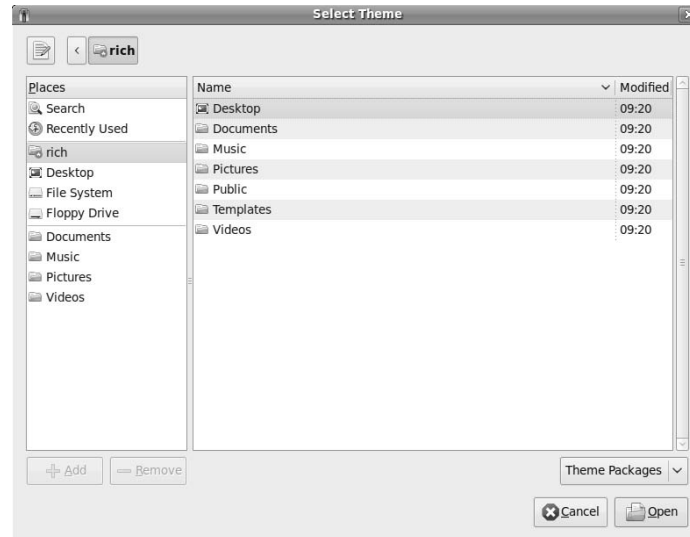 Select Theme
rich
Places
Search
Recently Used
rich
Desktop
File System
Floppy Drive
Documents
Music
Pictures
Videos
Name Modified
Desktop 09:20
Documents 09:20
Music 09:20
Pictures 09:20
Public 09:20
Templates 09:20
Videos 09:20
Add Remove
Theme Packages
Cancel Open